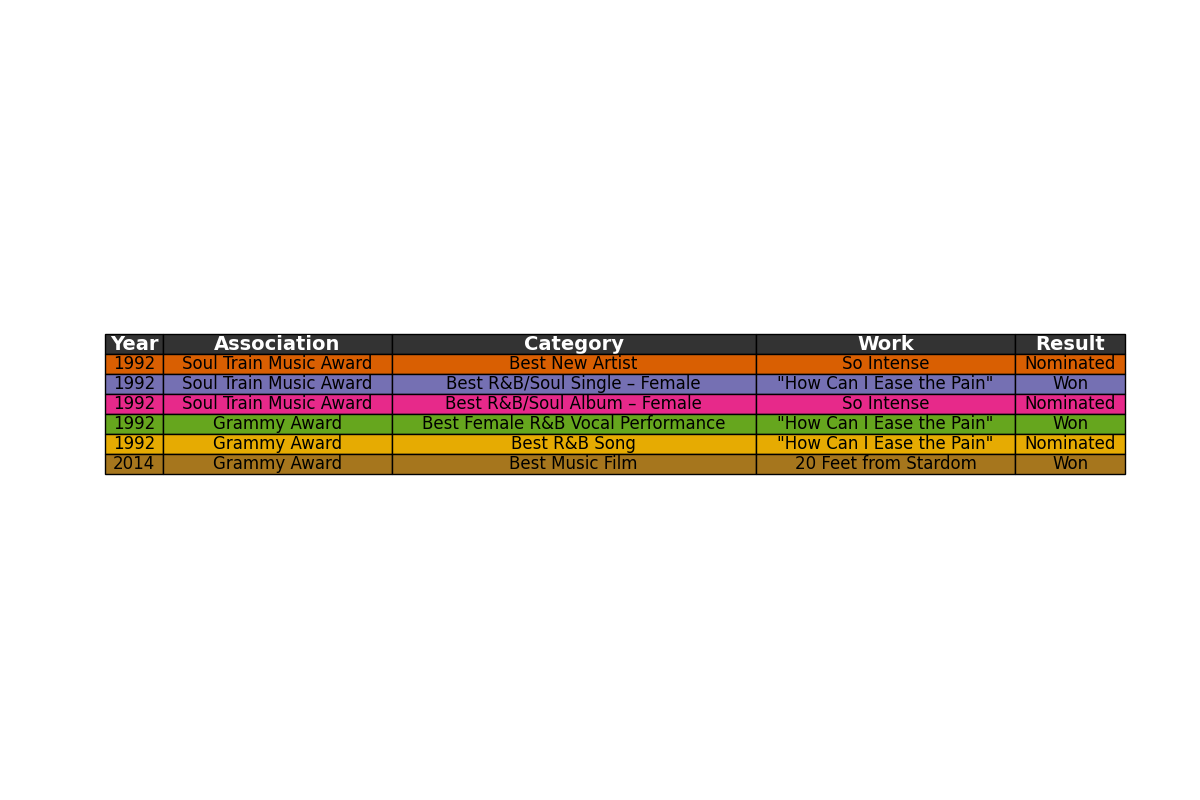 Year Association Category Work Result
1992 Soul Train Music Award Best New Artist So Intense Nominated
1992 Soul Train Music Award Best R&B/Soul Single – Female "How Can I Ease the Pain" Won
1992 Soul Train Music Award Best R&B/Soul Album – Female So Intense Nominated
1992 Grammy Award Best Female R&B Vocal Performance "How Can I Ease the Pain" Won
1992 Grammy Award Best R&B Song "How Can I Ease the Pain" Nominated
2014 Grammy Award Best Music Film 20 Feet from Stardom Won